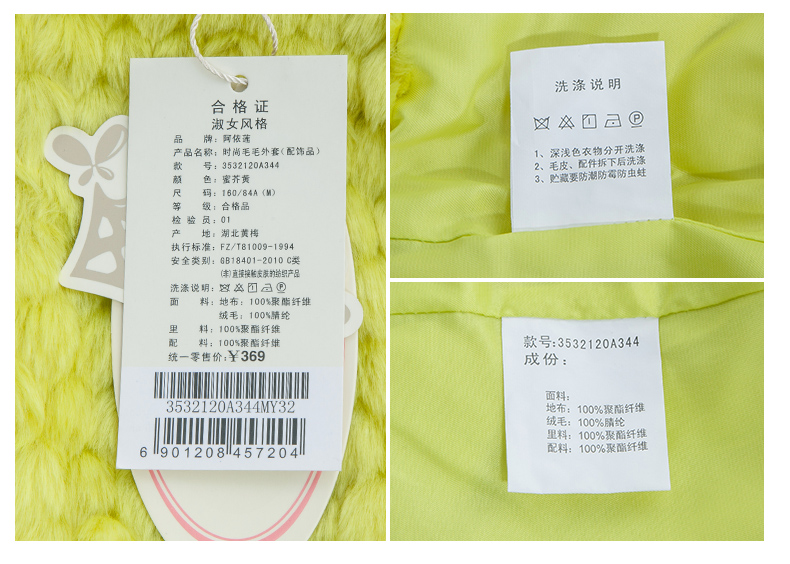 合格证
淑女风格
品　　牌：阿依莲
产品名称：时尚毛毛外套（配饰品）
款　　号：3532120A344
颜　　色：蜜芥黄
尺　　码：160/84A（M）
等　　级：合格品
检 验 员：01
产　　地：湖北黄梅
执行标准：FZ/T81009-1994
安全类别：GB18401-2010 C类
(非)直接接触皮肤的纺织产品
洗涤说明：
面　　料：地布：100%聚酯纤维
绒毛：100%腈纶
里　　料：100%聚酯纤维
配　　料：100%聚酯纤维
统一零售价：¥369
3532120A344MY32
6 901208 457204
洗涤说明
1、深浅色衣物分开洗涤
2、毛皮、配件拆下后洗涤
3、贮藏要防潮防霉防虫蛀
款号:3532120A344
成份：
面料：
地布：100%聚酯纤维
绒毛：100%腈纶
里料：100%聚酯纤维
配料：100%聚酯纤维